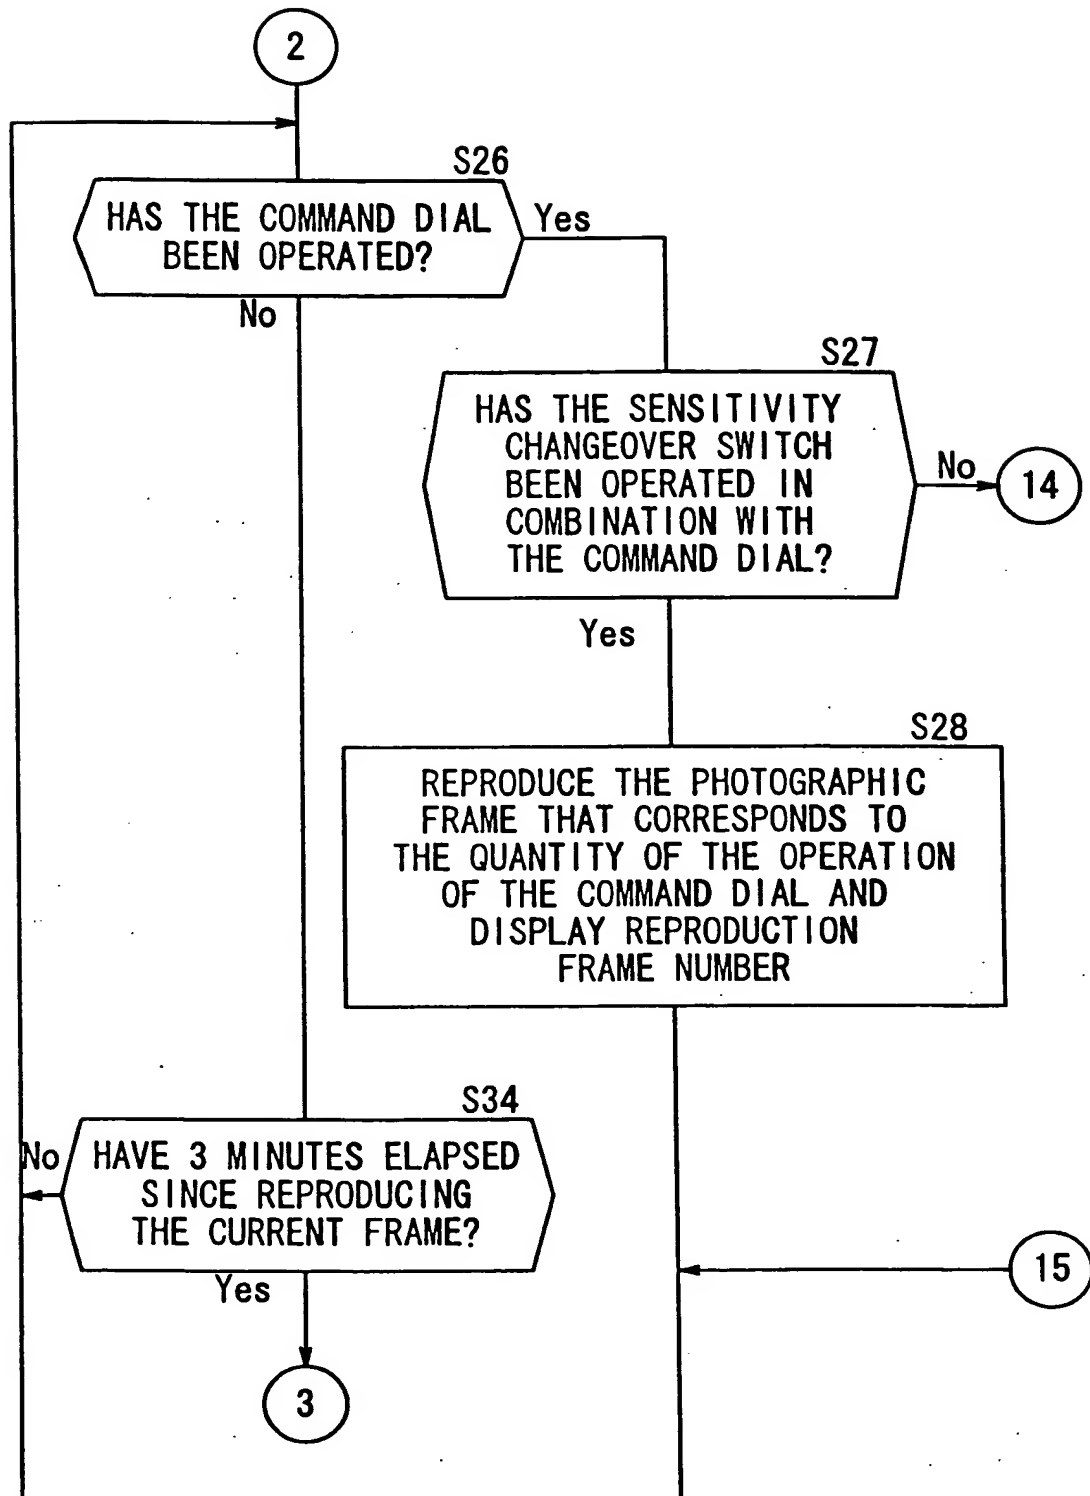 2
S26
HAS THE COMMAND DIAL
BEEN OPERATED?
Yes
No
S27
HAS THE SENSITIVITY
CHANGEOVER SWITCH
BEEN OPERATED IN
COMBINATION WITH
THE COMMAND DIAL?
No
14
Yes
S28
REPRODUCE THE PHOTOGRAPHIC
FRAME THAT CORRESPONDS TO
THE QUANTITY OF THE OPERATION
OF THE COMMAND DIAL AND
DISPLAY REPRODUCTION
FRAME NUMBER
S34
No
HAVE 3 MINUTES ELAPSED
SINCE REPRODUCING
THE CURRENT FRAME?
15
Yes
3